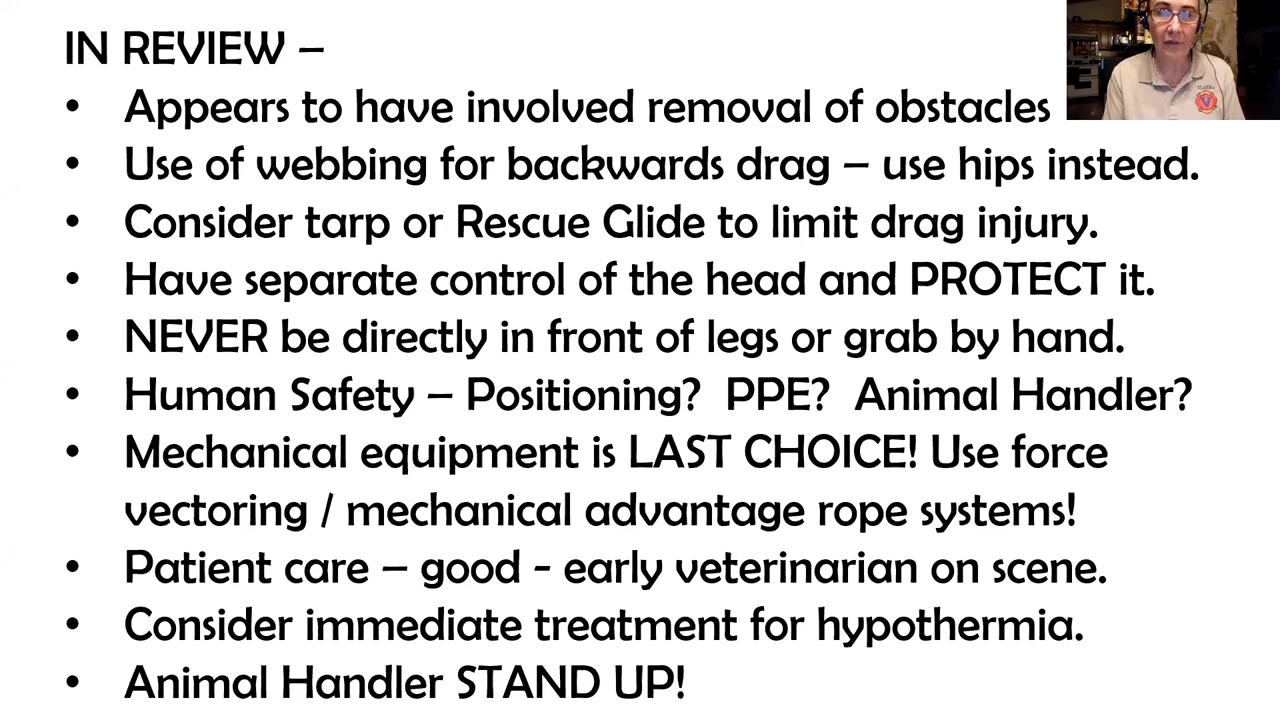 IN REVIEW –
• Appears to have involved removal of obstacles
• Use of webbing for backwards drag – use hips instead.
• Consider tarp or Rescue Glide to limit drag injury.
• Have separate control of the head and PROTECT it.
• NEVER be directly in front of legs or grab by hand.
• Human Safety – Positioning?  PPE?  Animal Handler?
• Mechanical equipment is LAST CHOICE! Use force
vectoring / mechanical advantage rope systems!
• Patient care – good - early veterinarian on scene.
• Consider immediate treatment for hypothermia.
• Animal Handler STAND UP!